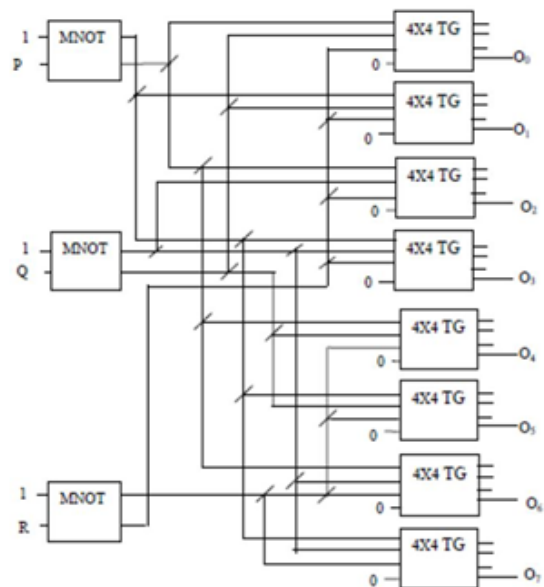 1 MNOT
P
4X4 TG
0
O0
4X4 TG
0
O1
4X4 TG
0
O2
1 MNOT
Q
4X4 TG
0
O3
4X4 TG
0
O4
4X4 TG
0
O5
1 MNOT
R
4X4 TG
0
O6
4X4 TG
0
O7